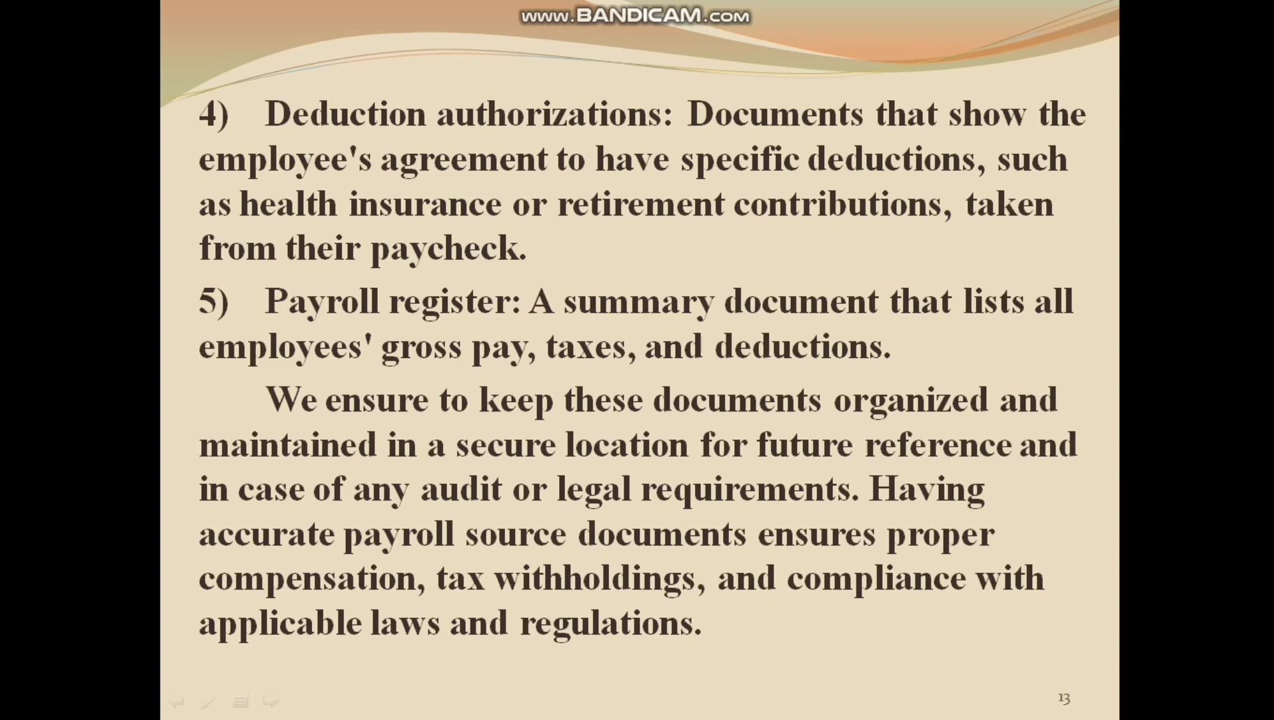 www.BANDICAM.com
4) Deduction authorizations: Documents that show the
employee's agreement to have specific deductions, such
as health insurance or retirement contributions, taken
from their paycheck.
5) Payroll register: A summary document that lists all
employees' gross pay, taxes, and deductions.
We ensure to keep these documents organized and
maintained in a secure location for future reference and
in case of any audit or legal requirements. Having
accurate payroll source documents ensures proper
compensation, tax withholdings, and compliance with
applicable laws and regulations.
13